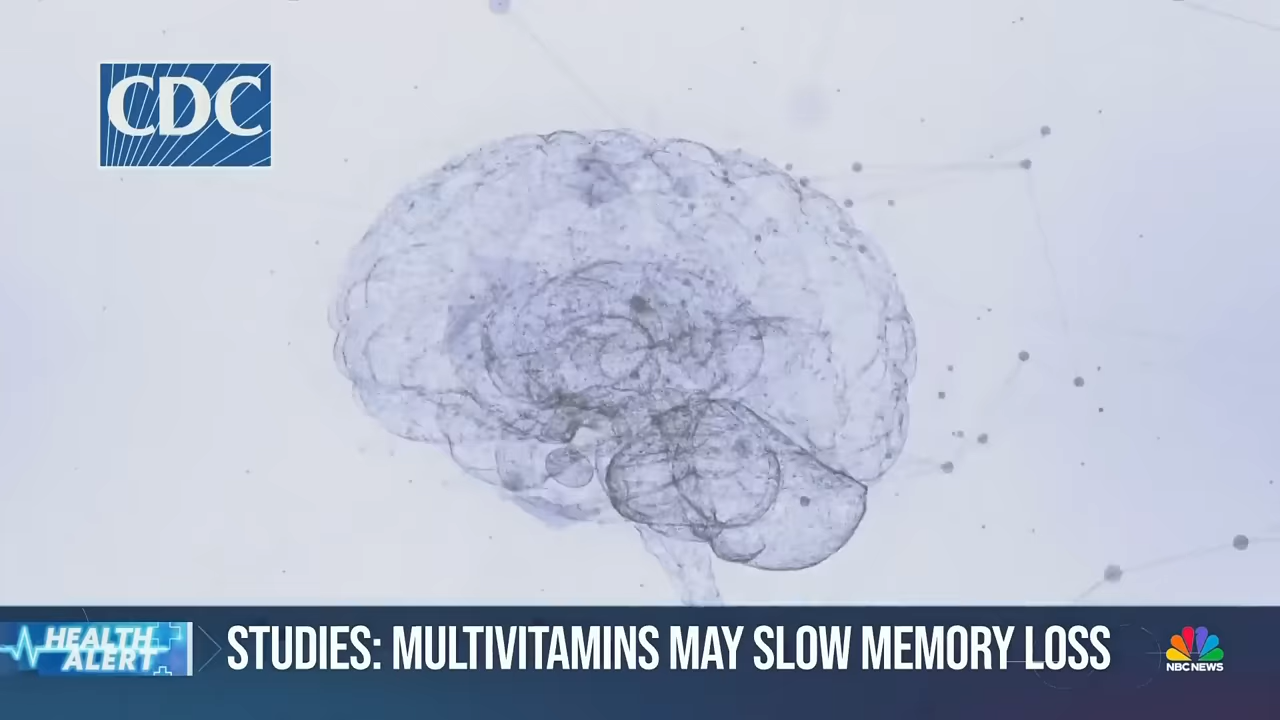 CDC
HEALTH
ALERT
STUDIES: MULTIVITAMINS MAY SLOW MEMORY LOSS
NBC NEWS